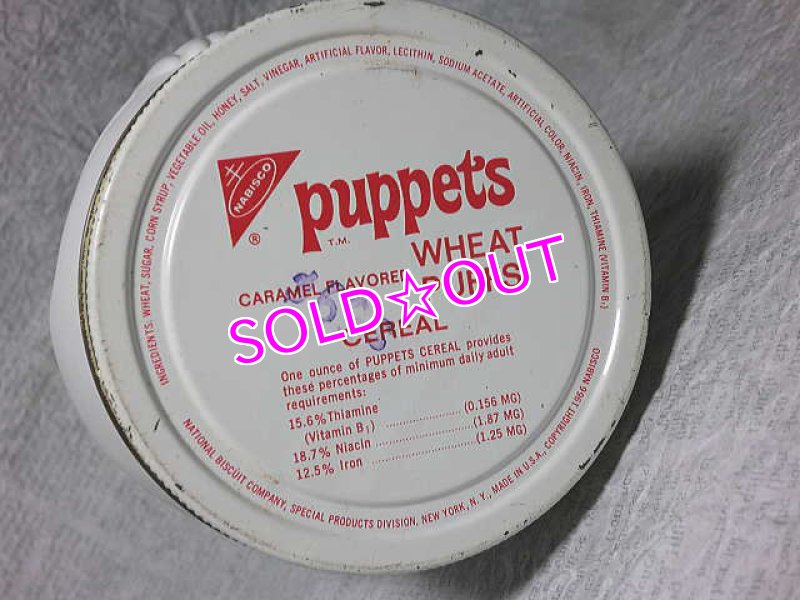 INGREDIENTS: WHEAT, SUGAR, CORN SYRUP, VEGETABLE OIL, HONEY, SALT, VINEGAR, ARTIFICIAL FLAVOR, LECITHIN, SODIUM ACETATE, ARTIFICIAL COLOR, NIACIN, IRON, THIAMINE (VITAMIN B1)
NABISCO
®
puppets
T.M.
WHEAT
CARAMEL FLAVORED PUFFS
SOLD☆OUT
CEREAL
One ounce of PUPPETS CEREAL provides
these percentages of minimum daily adult
requirements:
15.6% Thiamine
(Vitamin B1) .................... (0.156 MG)
18.7% Niacin .......................... (1.87 MG)
12.5% Iron ............................ (1.25 MG)
NATIONAL BISCUIT COMPANY, SPECIAL PRODUCTS DIVISION, NEW YORK, N. Y., MADE IN U.S.A., COPYRIGHT 1966 NABISCO